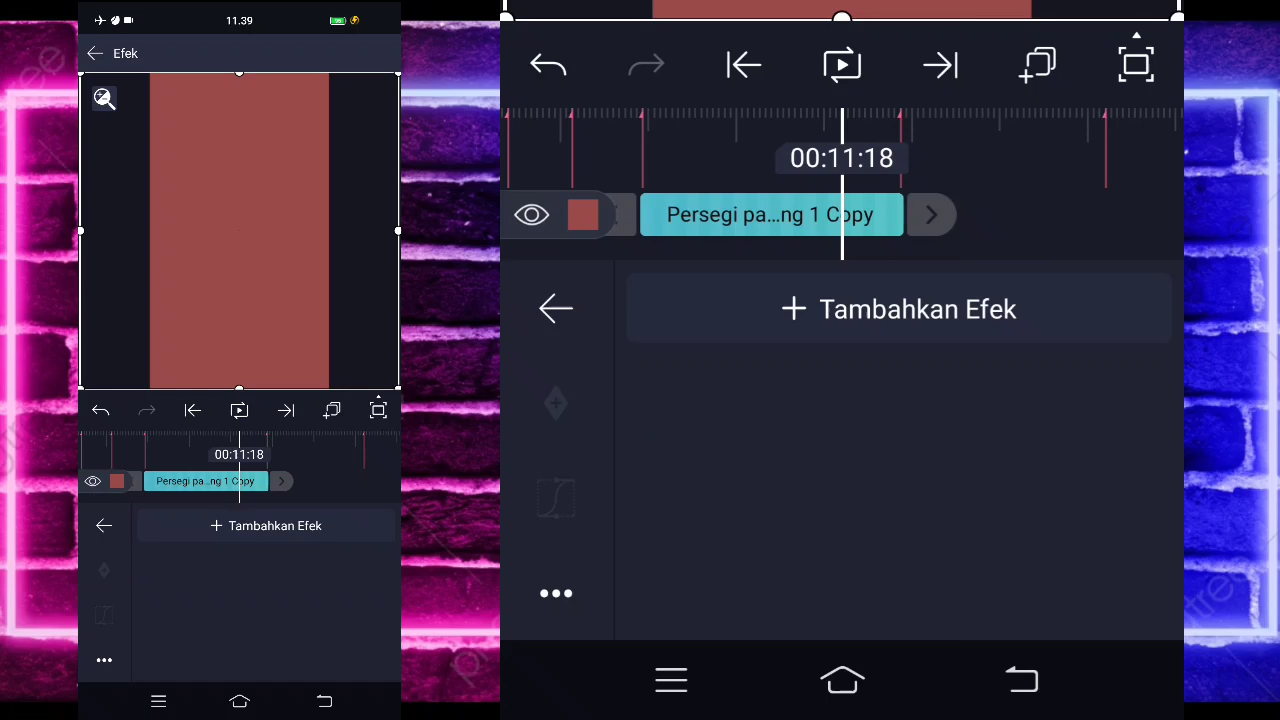 11.39
96
Efek
00:11:18
Persegi pa...ng 1 Copy
+ Tambahkan Efek
00:11:18
Persegi pa...ng 1 Copy
+ Tambahkan Efek